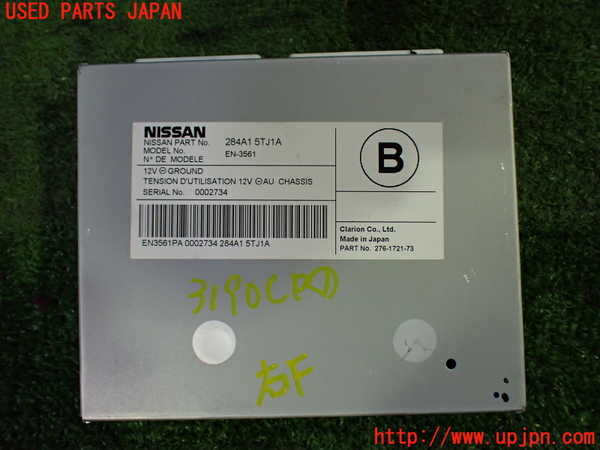 USED PARTS JAPAN
NISSAN
NISSAN PART No. 284A1 5TJ1A
MODEL No. EN-3561
N° DE MODELE
12V ⊖ GROUND
TENSION D'UTILISATION 12V ⊖ AU CHASSIS
SERIAL No. 0002734
EN3561PA 0002734 284A1 5TJ1A
B
Clarion Co., Ltd.
Made in Japan
PART No. 276-1721-73
右F
http://www.upjpn.com